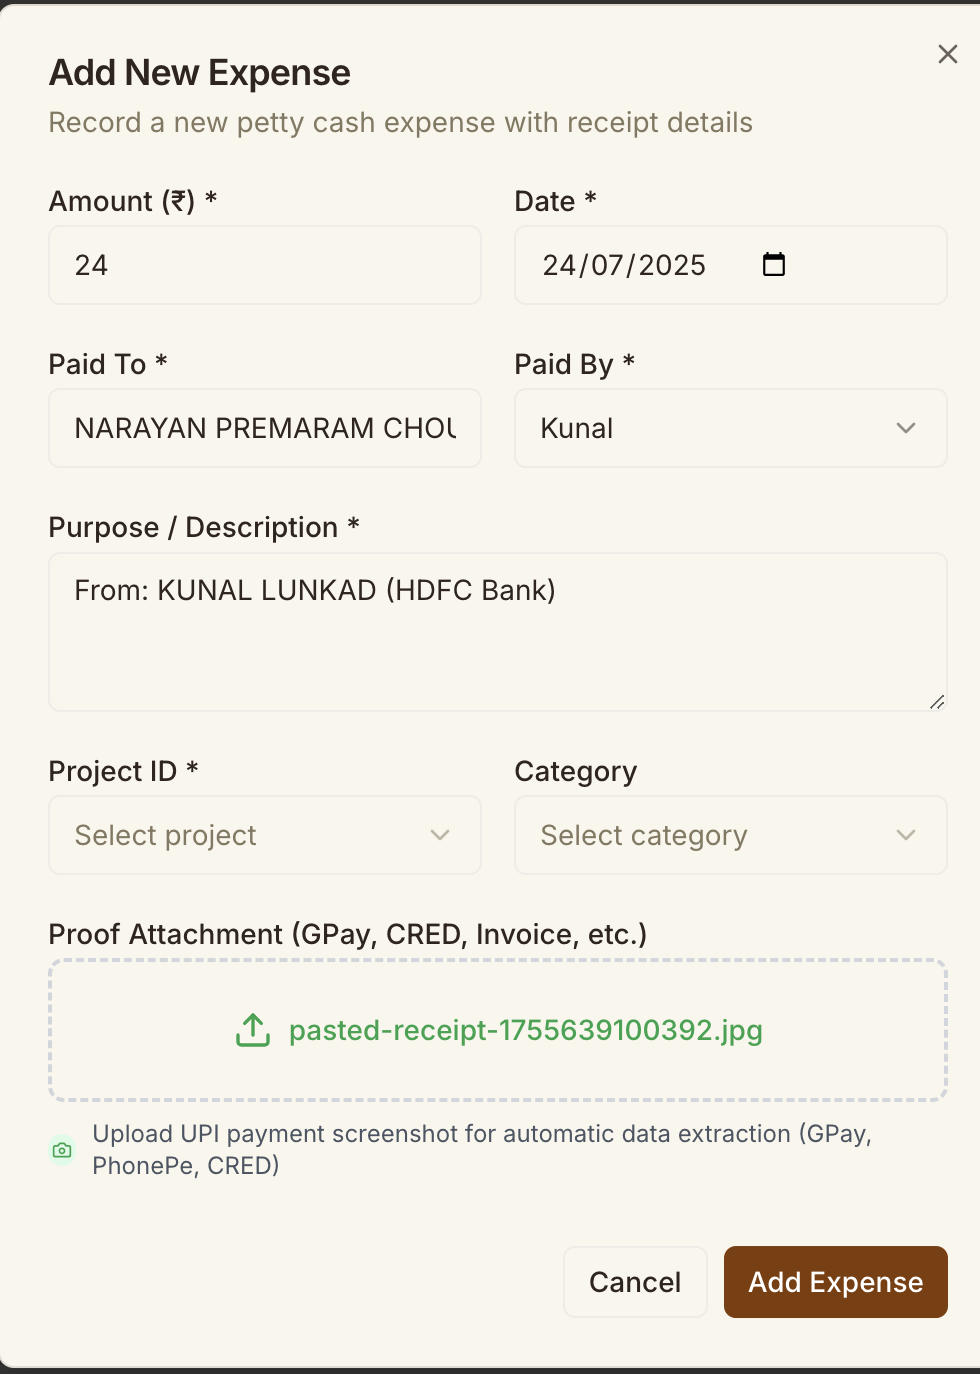 Add New Expense
Record a new petty cash expense with receipt details
Amount (₹) *
Date *
24
24/07/2025
Paid To *
Paid By *
NARAYAN PREMARAM CHOU
Kunal
Purpose / Description *
From: KUNAL LUNKAD (HDFC Bank)
Project ID *
Category
Select project
Select category
Proof Attachment (GPay, CRED, Invoice, etc.)
pasted-receipt-1755639100392.jpg
Upload UPI payment screenshot for automatic data extraction (GPay,
PhonePe, CRED)
Cancel
Add Expense